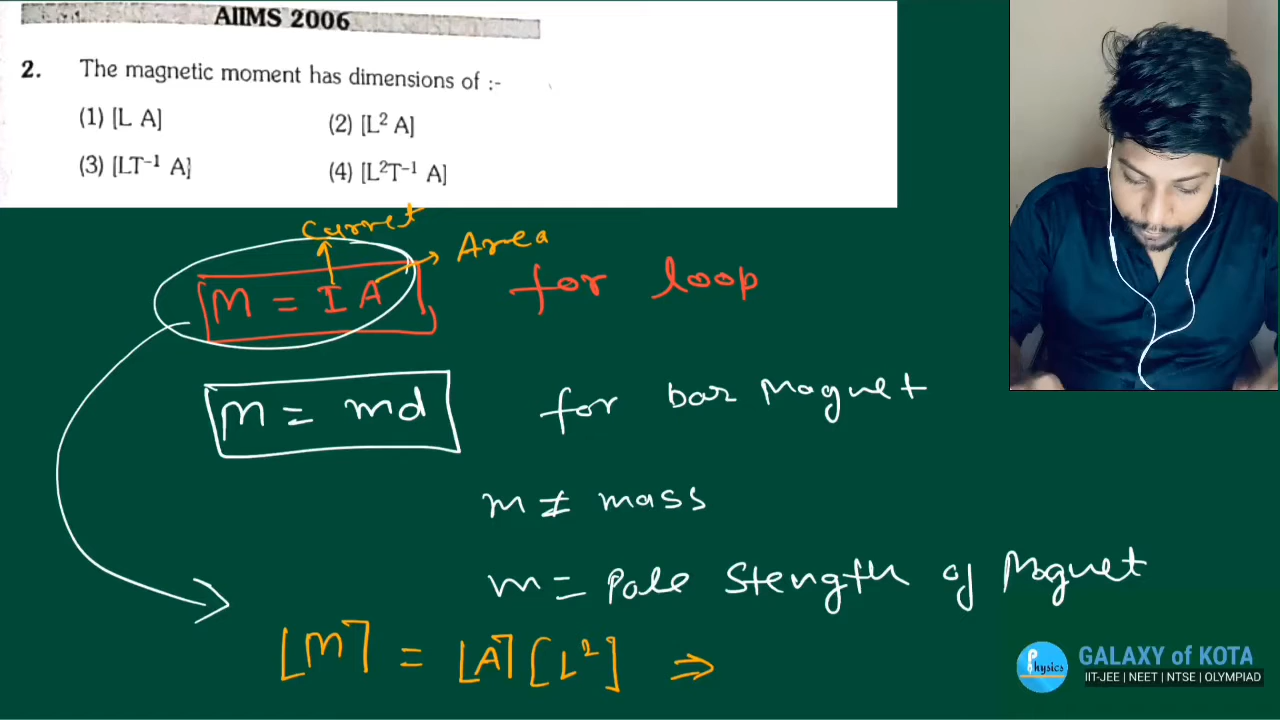 AIIMS 2006
2. The magnetic moment has dimensions of :-
(1) [L A] (2) [L² A]
(3) [LT⁻¹ A] (4) [L²T⁻¹ A]
Curret
Area
M = I A for loop
M = md for bar Magnet
m ≠ mass
m = Pole Stength of Magnet
[M] = [A] [L²] ⇒
Physics
GALAXY of KOTA
IIT-JEE | NEET | NTSE | OLYMPIAD